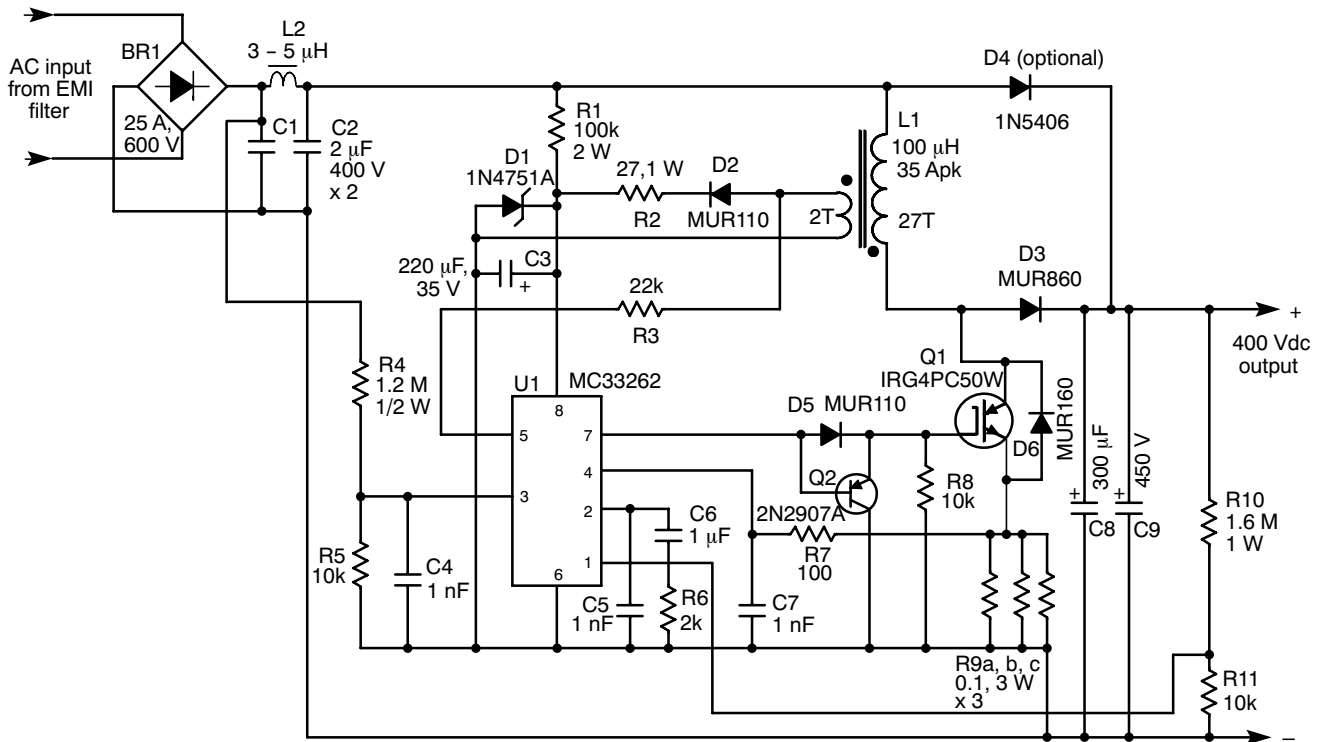 L2
3 – 5 μH
BR1
AC input
from EMI
filter
25 A,
600 V
C1
C2
2 μF
400 V
x 2
R1
100k
2 W
D1
1N4751A
27,1 W
R2
D2
MUR110
2T
L1
100 μH
35 Apk
27T
D4 (optional)
1N5406
D3
MUR860
220 μF,
35 V
C3
+
22k
R3
+
400 Vdc
output
R4
1.2 M
1/2 W
U1
MC33262
8
5
7
4
3
2
1
6
Q1
IRG4PC50W
D5
MUR110
D6
MUR160
Q2
2N2907A
R8
10k
R7
100
300 μF
+
C8
450 V
+
C9
R10
1.6 M
1 W
R5
10k
C4
1 nF
C5
1 nF
C6
1 μF
R6
2k
C7
1 nF
R9a, b, c
0.1, 3 W
x 3
R11
10k
–